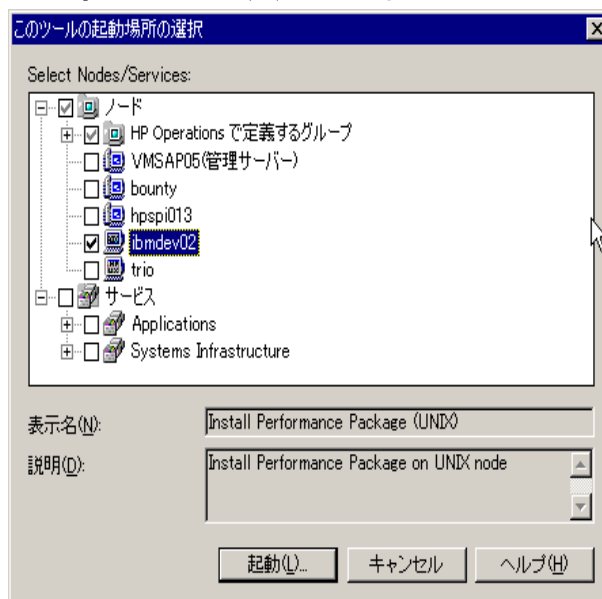 このツールの起動場所の選択
Select Nodes/Services:
ノード
HP Operations で定義するグループ
VMSAP05(管理サーバー)
bounty
hpspi013
ibmdev02
trio
サービス
Applications
Systems Infrastructure
表示名(N):
Install Performance Package (UNIX)
説明(D):
Install Performance Package on UNIX node
起動(L)...
キャンセル
ヘルプ(H)